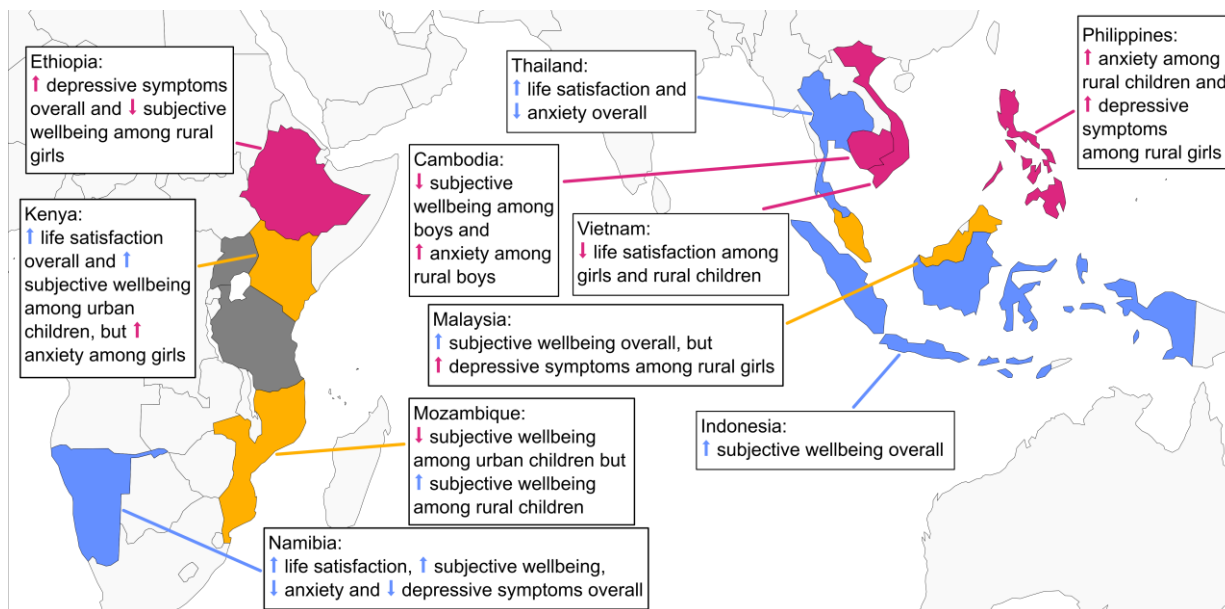 Ethiopia:
↑ depressive symptoms
overall and ↓ subjective
wellbeing among rural
girls
Kenya:
↑ life satisfaction
overall and ↑
subjective wellbeing
among urban
children, but ↑
anxiety among girls
Mozambique:
↓ subjective wellbeing
among urban children but
↑ subjective wellbeing
among rural children
Namibia:
↑ life satisfaction, ↑ subjective wellbeing,
↓ anxiety and ↓ depressive symptoms overall
Thailand:
↑ life satisfaction and
↓ anxiety overall
Cambodia:
↓ subjective
wellbeing among
boys and
↑ anxiety among
rural boys
Vietnam:
↓ life satisfaction among
girls and rural children
Malaysia:
↑ subjective wellbeing overall, but
↑ depressive symptoms among rural girls
Indonesia:
↑ subjective wellbeing overall
Philippines:
↑ anxiety among
rural children and
↑ depressive
symptoms
among rural girls